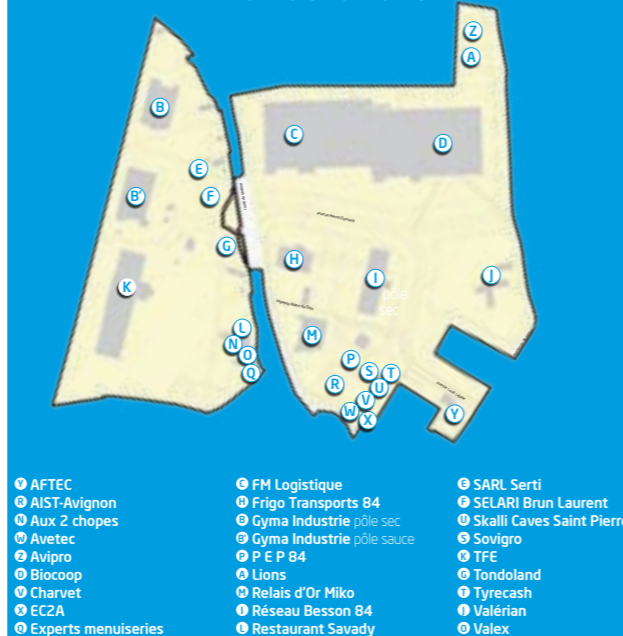 Z
A
B
C
D
E
B'
F
G
H
I
J
K
pôle
sec
L
M
N
O
P
Q
S
T
R
U
V
W
X
Y
Y AFTEC
R AIST-Avignon
N Aux 2 chopes
W Avetec
Z Avipro
D Biocoop
V Charvet
X EC2A
Q Experts menuiseries
C FM Logistique
H Frigo Transports 84
B Gyma Industrie pôle sec
B' Gyma Industrie pôle sauce
P P E P 84
A Lions
M Relais d'Or Miko
I Réseau Besson 84
L Restaurant Savady
E SARL Serti
F SELARI Brun Laurent
U Skalli Caves Saint Pierre
S Sovigro
K TFE
G Tondoland
T Tyrecash
J Valérian
O Valex